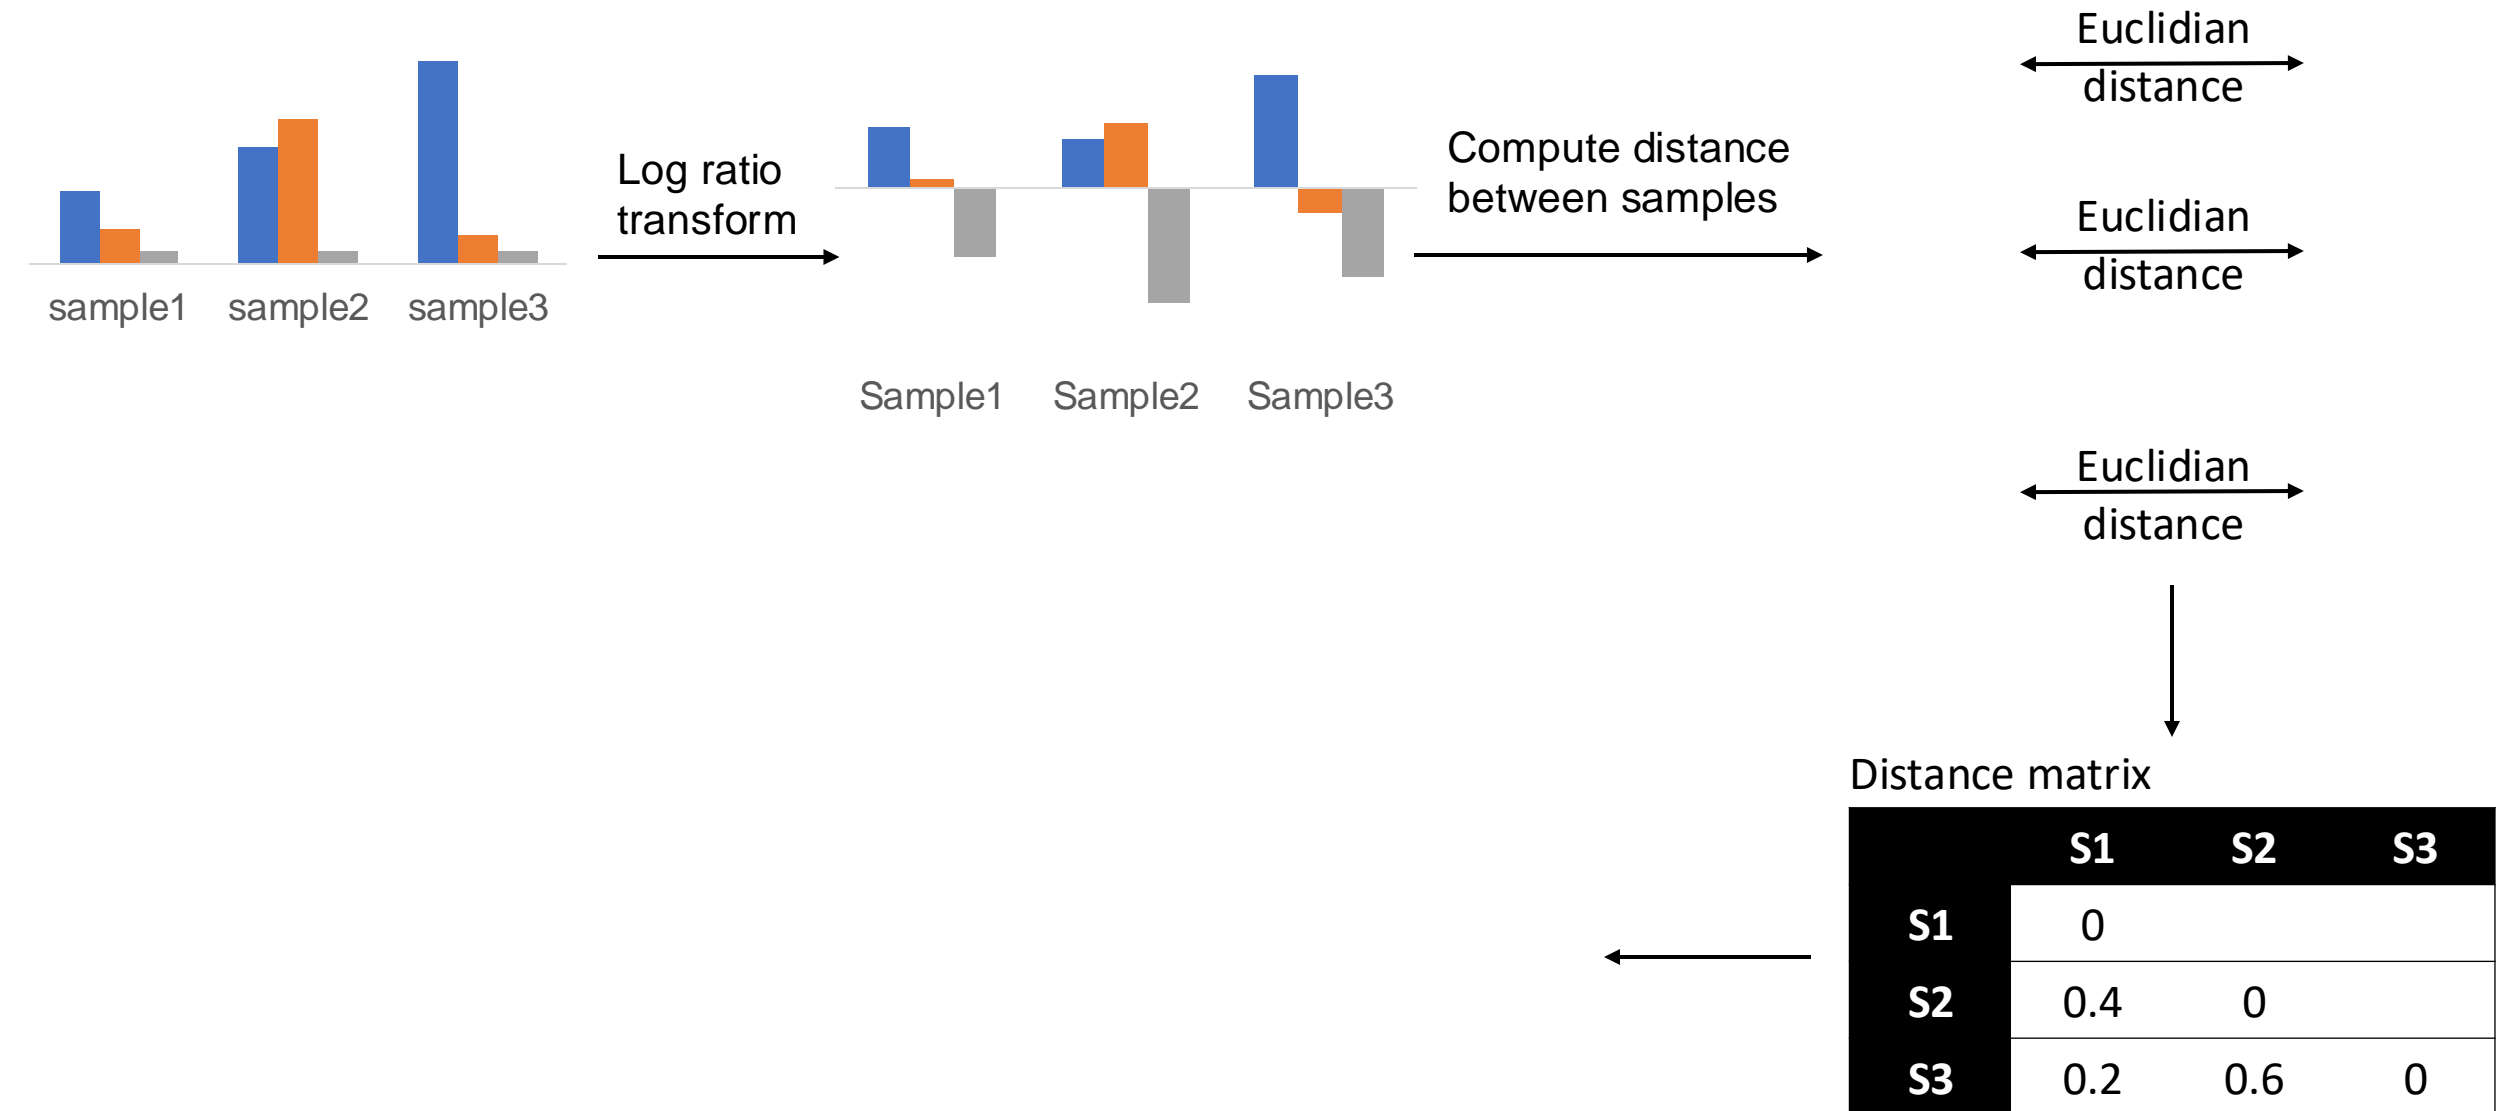 sample1 sample2 sample3
Log ratio
transform
Sample1 Sample2 Sample3
Compute distance
between samples
Euclidian
distance
Euclidian
distance
Euclidian
distance
Distance matrix
S1 S2 S3
S1 0
S2 0.4 0
S3 0.2 0.6 0